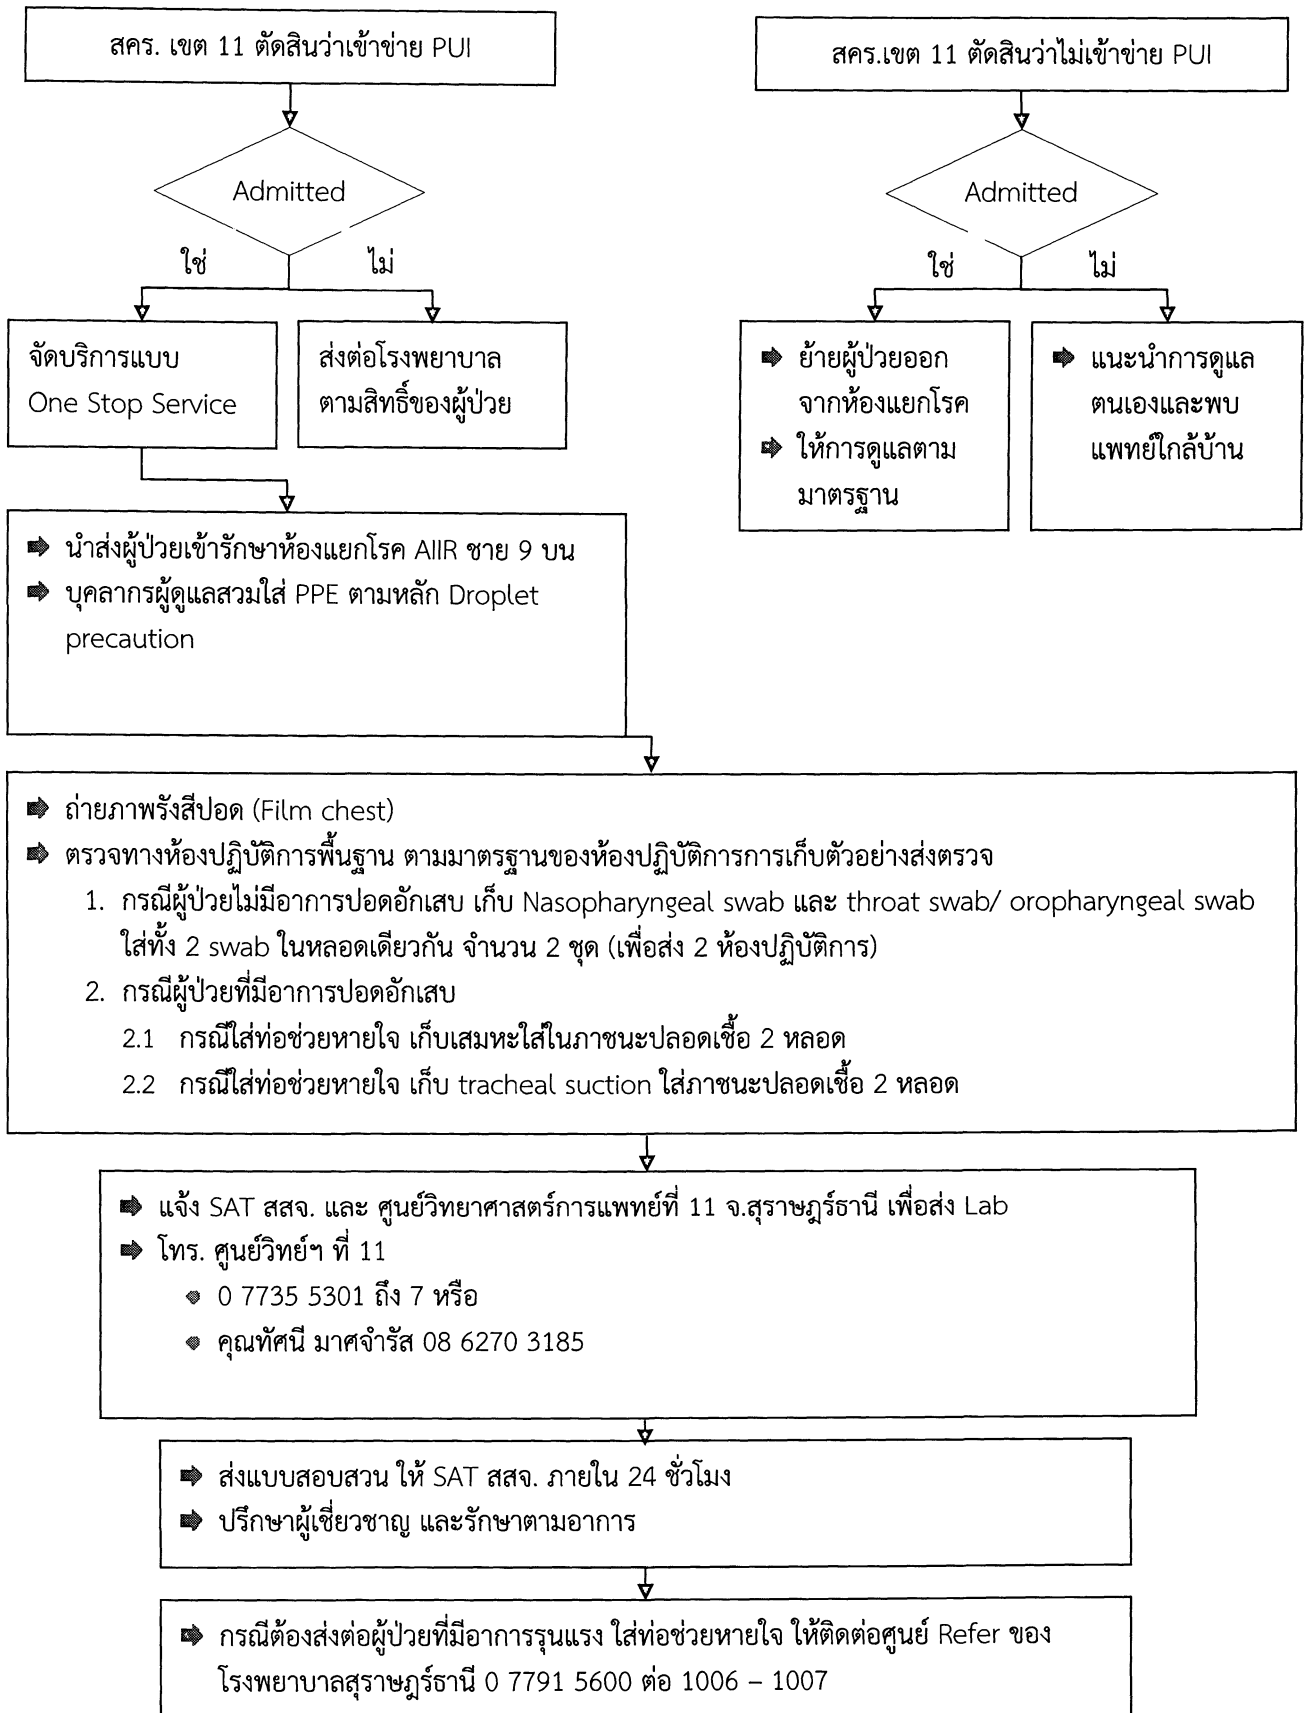 สคร. เขต 11 ตัดสินว่าเข้าข่าย PUI
Admitted
ใช่
ไม่
จัดบริการแบบ
One Stop Service
ส่งต่อโรงพยาบาล
ตามสิทธิ์ของผู้ป่วย
สคร.เขต 11 ตัดสินว่าไม่เข้าข่าย PUI
Admitted
ใช่
ไม่
ย้ายผู้ป่วยออก
จากห้องแยกโรค
ให้การดูแลตาม
มาตรฐาน
แนะนำการดูแล
ตนเองและพบ
แพทย์ใกล้บ้าน
นำส่งผู้ป่วยเข้ารักษาห้องแยกโรค AIIR ชาย 9 บน
บุคลากรผู้ดูแลสวมใส่ PPE ตามหลัก Droplet
precaution
ถ่ายภาพรังสีปอด (Film chest)
ตรวจทางห้องปฏิบัติการพื้นฐาน ตามมาตรฐานของห้องปฏิบัติการการเก็บตัวอย่างส่งตรวจ
1. กรณีผู้ป่วยไม่มีอาการปอดอักเสบ เก็บ Nasopharyngeal swab และ throat swab/ oropharyngeal swab
ใส่ทั้ง 2 swab ในหลอดเดียวกัน จำนวน 2 ชุด (เพื่อส่ง 2 ห้องปฏิบัติการ)
2. กรณีผู้ป่วยที่มีอาการปอดอักเสบ
2.1 กรณีใส่ท่อช่วยหายใจ เก็บเสมหะใส่ในภาชนะปลอดเชื้อ 2 หลอด
2.2 กรณีใส่ท่อช่วยหายใจ เก็บ tracheal suction ใส่ภาชนะปลอดเชื้อ 2 หลอด
แจ้ง SAT สสจ. และ ศูนย์วิทยาศาสตร์การแพทย์ที่ 11 จ.สุราษฎร์ธานี เพื่อส่ง Lab
โทร. ศูนย์วิทย์ฯ ที่ 11
0 7735 5301 ถึง 7 หรือ
คุณทัศนี มาศจำรัส 08 6270 3185
ส่งแบบสอบสวน ให้ SAT สสจ. ภายใน 24 ชั่วโมง
ปรึกษาผู้เชี่ยวชาญ และรักษาตามอาการ
กรณีต้องส่งต่อผู้ป่วยที่มีอาการรุนแรง ใส่ท่อช่วยหายใจ ให้ติดต่อศูนย์ Refer ของ
โรงพยาบาลสุราษฎร์ธานี 0 7791 5600 ต่อ 1006 – 1007